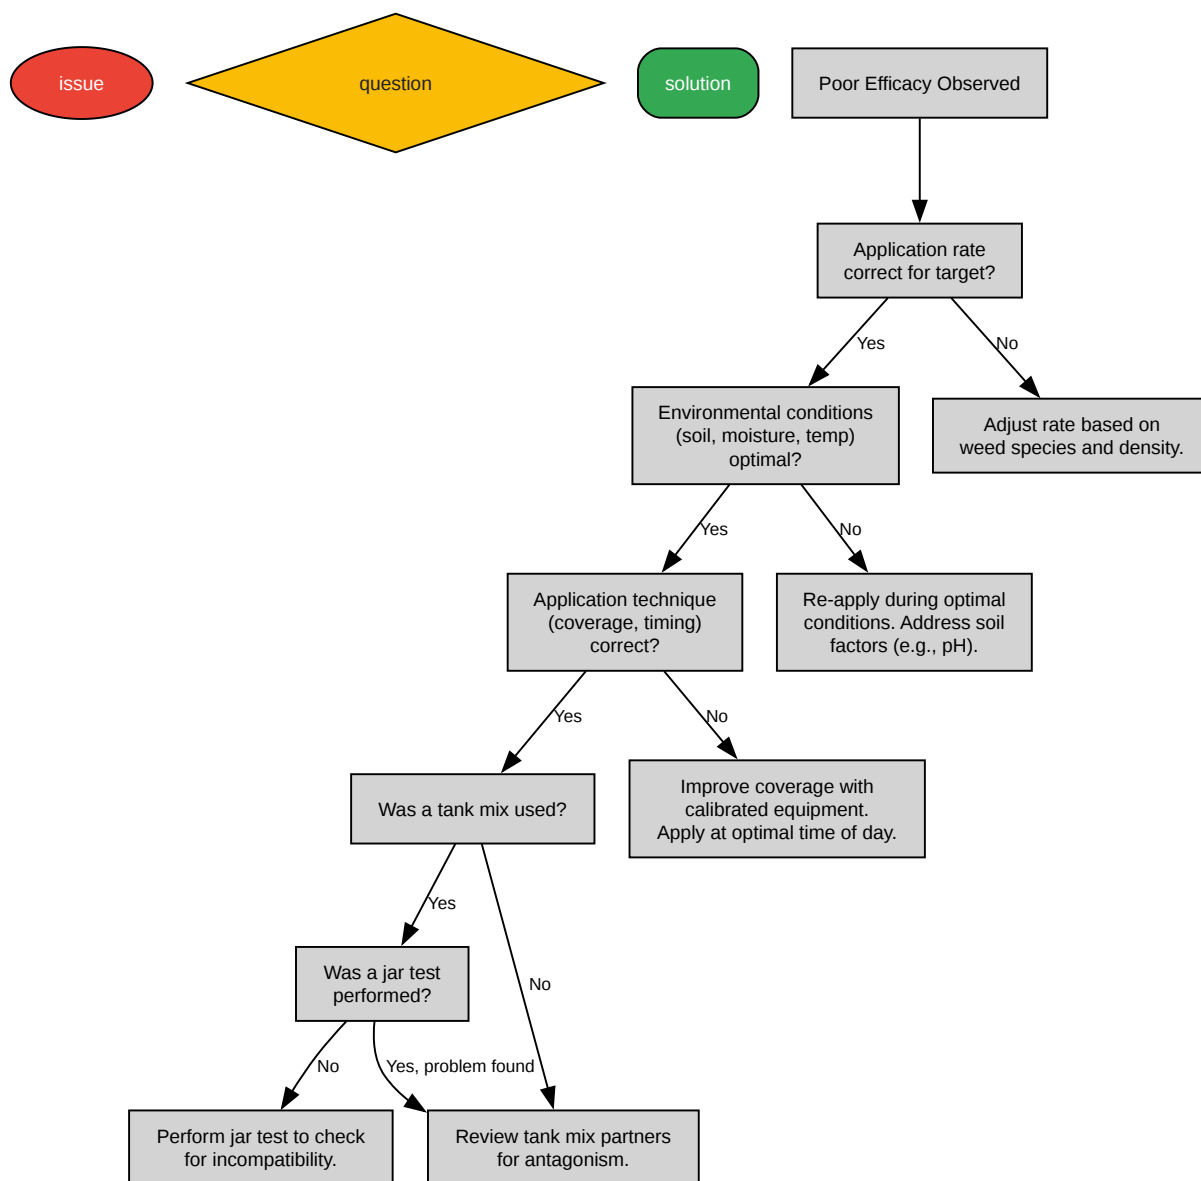 issue
question
solution
Poor Efficacy Observed
Application rate
correct for target?
Yes
No
Environmental conditions
(soil, moisture, temp)
optimal?
Adjust rate based on
weed species and density.
Yes
No
Application technique
(coverage, timing)
correct?
Re-apply during optimal
conditions. Address soil
factors (e.g., pH).
Yes
No
Was a tank mix used?
Improve coverage with
calibrated equipment.
Apply at optimal time of day.
Yes
No
Was a jar test
performed?
No
Yes, problem found
Perform jar test to check
for incompatibility.
Review tank mix partners
for antagonism.